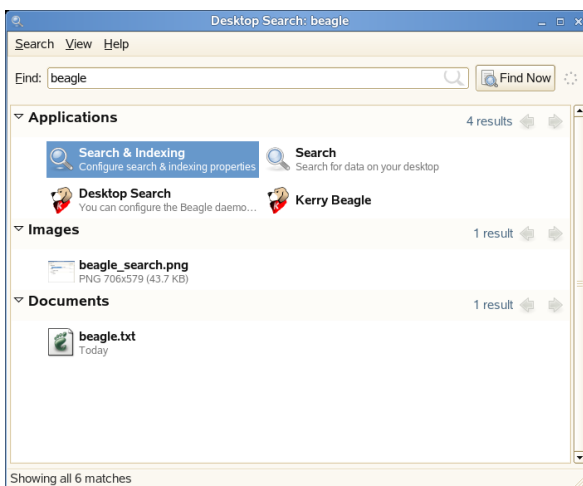 Desktop Search: beagle
Search View Help
Find: beagle Find Now
Applications 4 results
Search & Indexing
Configure search & indexing properties
Search
Search for data on your desktop
Desktop Search
You can configure the Beagle daemo...
Kerry Beagle
Images 1 result
beagle_search.png
PNG 706x579 (43.7 KB)
Documents 1 result
beagle.txt
Today
Showing all 6 matches